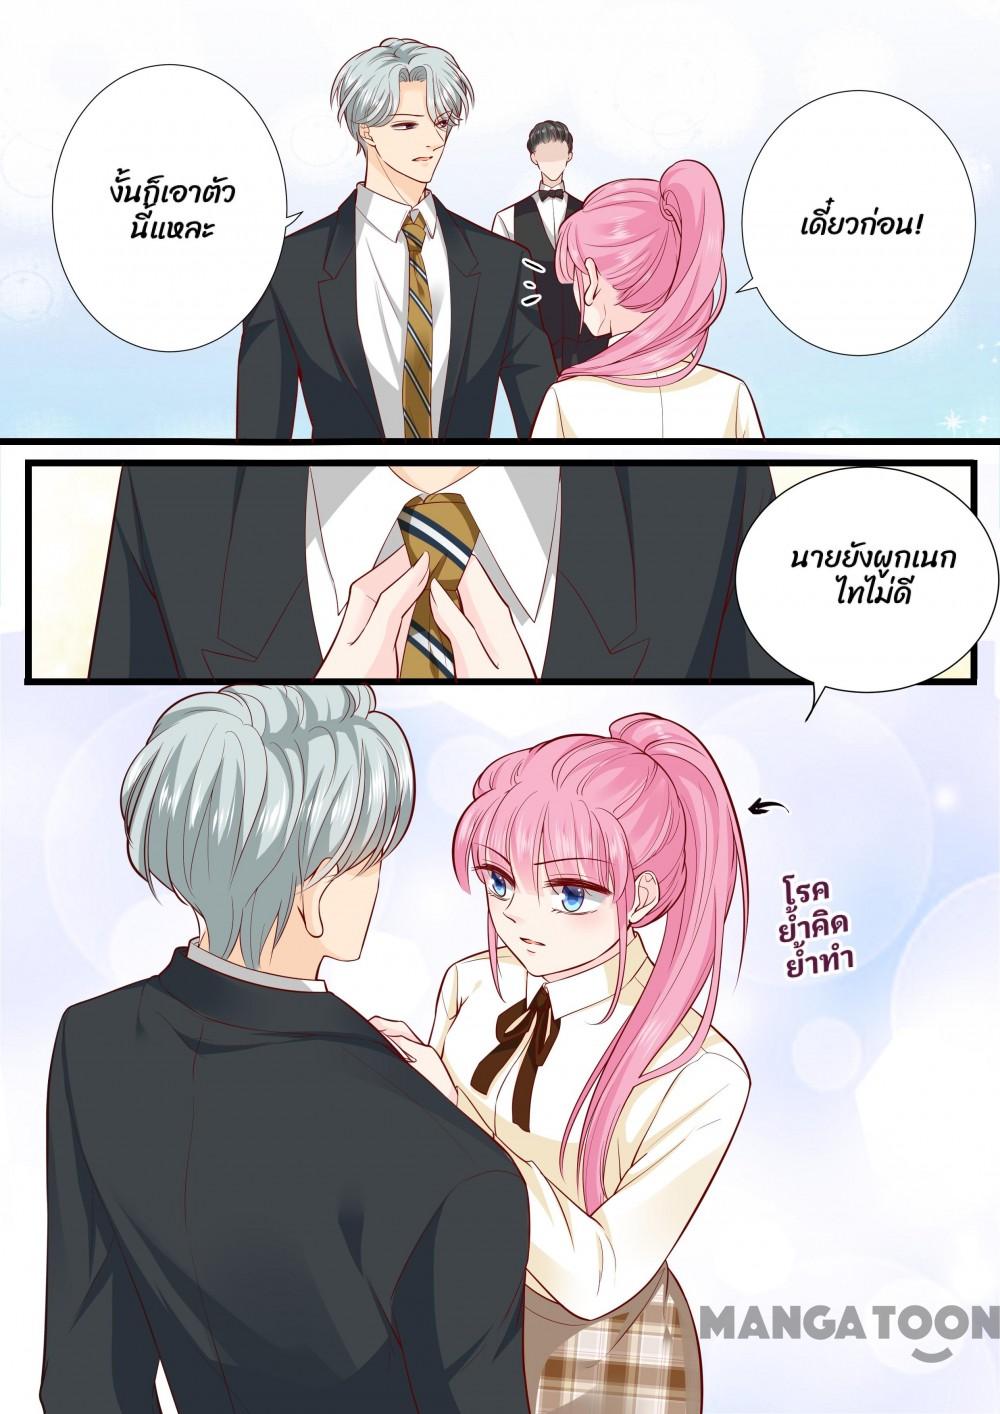 งั้นก็เอาตัว
นี้แหละ
เดี๋ยวก่อน!
นายยังผูกเนก
ไทไม่ดี
โรค
ย้ำคิด
ย้ำทำ
MANGATOON